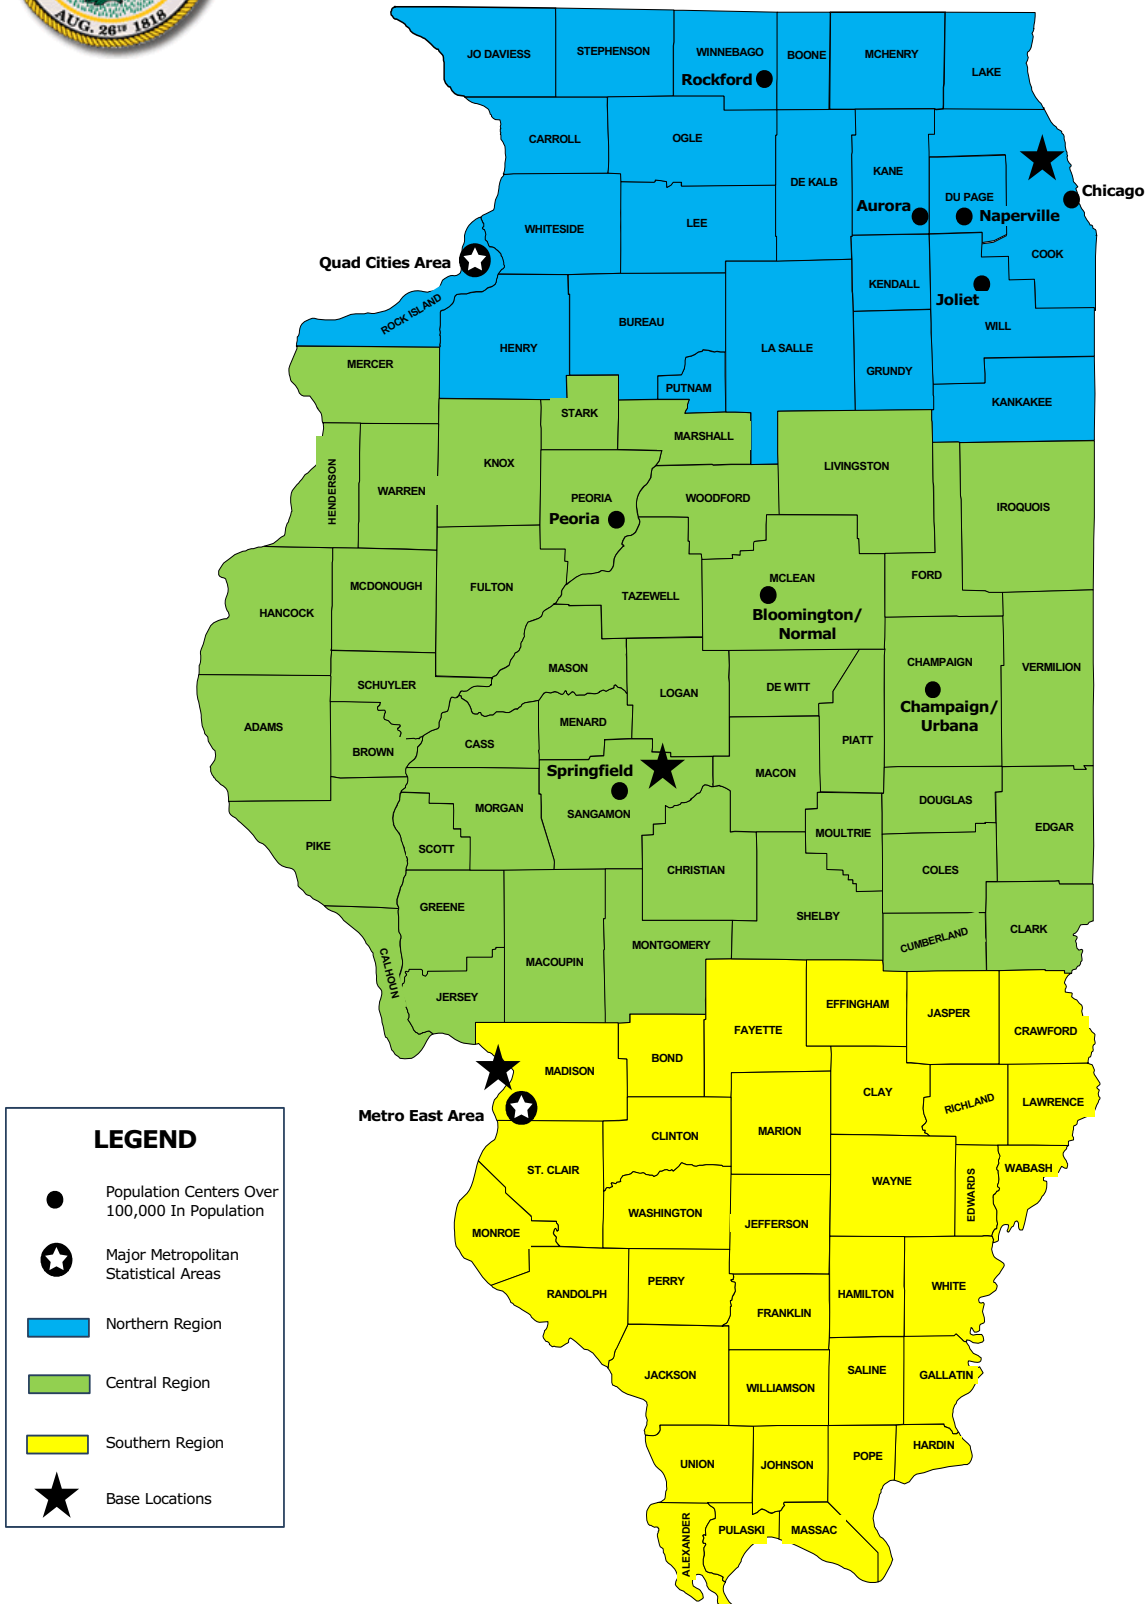 AUG. 26TH 1818
JO DAVIESS
STEPHENSON
WINNEBAGO
BOONE
MCHENRY
LAKE
Rockford
CARROLL
OGLE
DE KALB
KANE
DU PAGE
Chicago
Aurora
Naperville
WHITESIDE
LEE
COOK
Quad Cities Area
KENDALL
Joliet
ROCK ISLAND
BUREAU
WILL
HENRY
LA SALLE
MERCER
GRUNDY
PUTNAM
KANKAKEE
STARK
MARSHALL
KNOX
LIVINGSTON
HENDERSON
WARREN
PEORIA
WOODFORD
IROQUOIS
Peoria
MCDONOUGH
FULTON
MCLEAN
FORD
TAZEWELL
HANCOCK
Bloomington/
Normal
MASON
CHAMPAIGN
VERMILION
SCHUYLER
LOGAN
DE WITT
Champaign/
Urbana
ADAMS
MENARD
BROWN
CASS
PIATT
Springfield
MACON
MORGAN
SANGAMON
DOUGLAS
PIKE
SCOTT
MOULTRIE
EDGAR
CHRISTIAN
COLES
GREENE
SHELBY
CALHOUN
MACOUPIN
MONTGOMERY
CUMBERLAND
CLARK
JERSEY
EFFINGHAM
JASPER
FAYETTE
CRAWFORD
BOND
MADISON
CLAY
RICHLAND
LAWRENCE
Metro East Area
CLINTON
MARION
ST. CLAIR
WABASH
WAYNE
EDWARDS
WASHINGTON
JEFFERSON
MONROE
PERRY
RANDOLPH
HAMILTON
WHITE
FRANKLIN
JACKSON
WILLIAMSON
SALINE
GALLATIN
UNION
JOHNSON
POPE
HARDIN
ALEXANDER
PULASKI
MASSAC
LEGEND
Population Centers Over
100,000 In Population
Major Metropolitan
Statistical Areas
Northern Region
Central Region
Southern Region
Base Locations